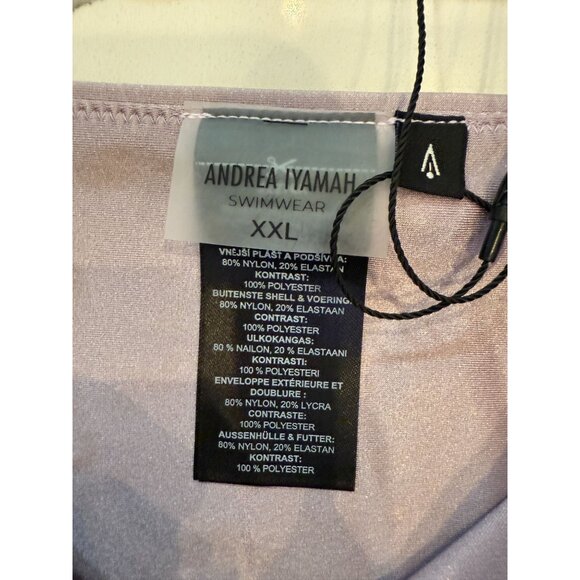 ANDREA IYAMAH
SWIMWEAR
XXL
VNĚJŠÍ PLÁŠŤ A PODŠÍVKA:
80% NYLON, 20% ELASTAN
KONTRAST:
100% POLYESTER
BUITENSTE SHELL & VOERING:
80% NYLON, 20% ELASTAAN
CONTRAST:
100% POLYESTER
ULKOKANGAS:
80 % NAILON, 20 % ELASTAANI
KONTRASTI:
100 % POLYESTERI
ENVELOPPE EXTÉRIEURE ET
DOUBLURE :
80% NYLON, 20% LYCRA
CONTRASTE:
100% POLYESTER
AUSSENHÜLLE & FUTTER:
80% NYLON, 20% ELASTAN
KONTRAST:
100 % POLYESTER